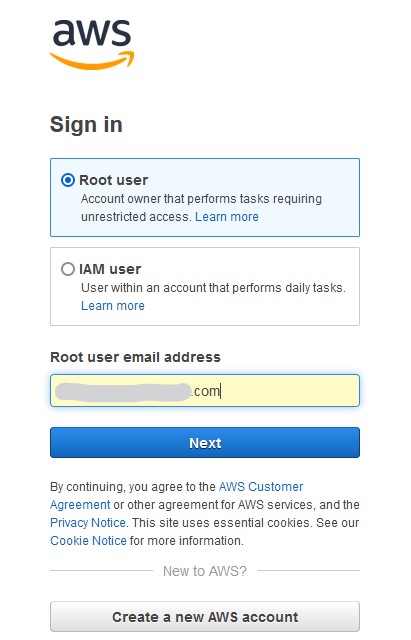 aws
Sign in
Root user
Account owner that performs tasks requiring
unrestricted access. Learn more
IAM user
User within an account that performs daily tasks.
Learn more
Root user email address
.com
Next
By continuing, you agree to the AWS Customer
Agreement or other agreement for AWS services, and the
Privacy Notice. This site uses essential cookies. See our
Cookie Notice for more information.
New to AWS?
Create a new AWS account